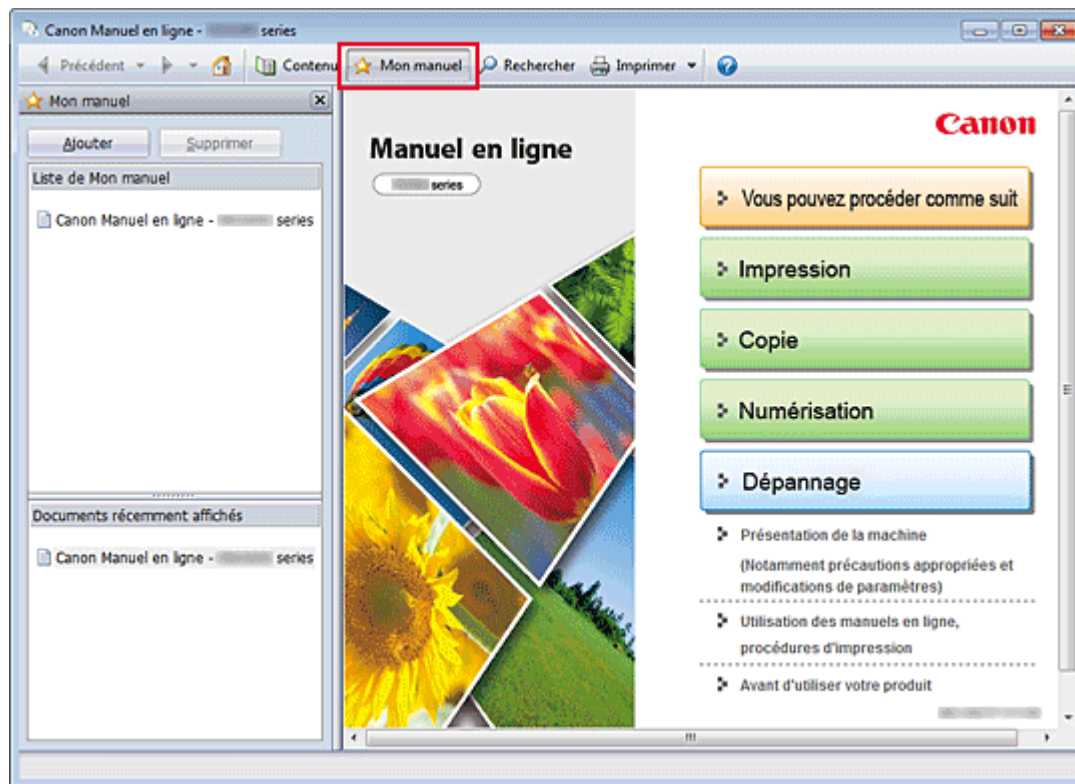 Canon Manuel en ligne - series
Précédent
Contenu
Mon manuel
Rechercher
Imprimer
Mon manuel
Ajouter
Supprimer
Liste de Mon manuel
Canon Manuel en ligne - series
Documents récemment affichés
Canon Manuel en ligne - series
Manuel en ligne
series
Canon
Vous pouvez procéder comme suit
Impression
Copie
Numérisation
Dépannage
Présentation de la machine
(Notamment précautions appropriées et
modifications de paramètres)
Utilisation des manuels en ligne,
procédures d'impression
Avant d'utiliser votre produit